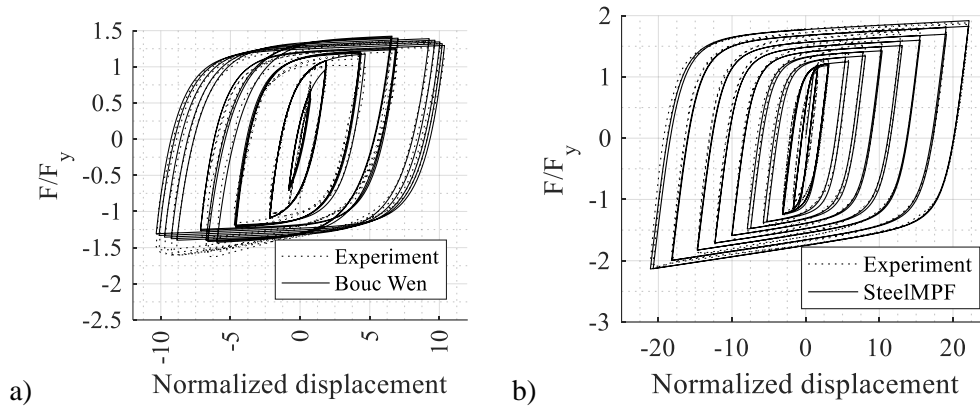 1.5
1
0.5
0
-0.5
-1
-1.5
-2
-2.5
F/F_y
-10
-5
0
5
10
Experiment
Bouc Wen
Normalized displacement
a)
2
1
0
-1
-2
-3
F/F_y
-20
-10
0
10
20
Experiment
SteelMPF
Normalized displacement
b)